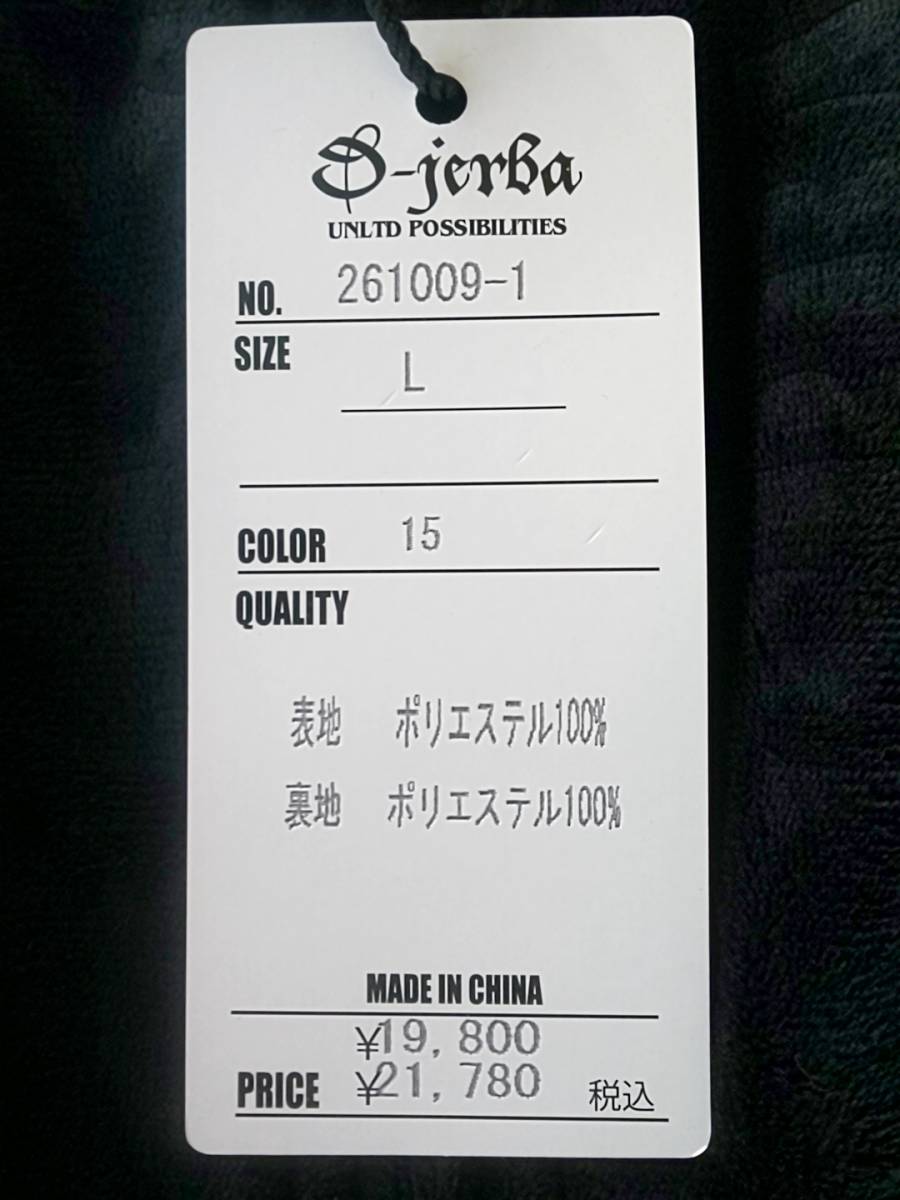 D-jerba
UNLTD POSSIBILITIES
NO. 261009-1
SIZE L
COLOR 15
QUALITY
表地 ポリエステル100%
裏地 ポリエステル100%
MADE IN CHINA
¥19,800
PRICE ¥21,780 税込